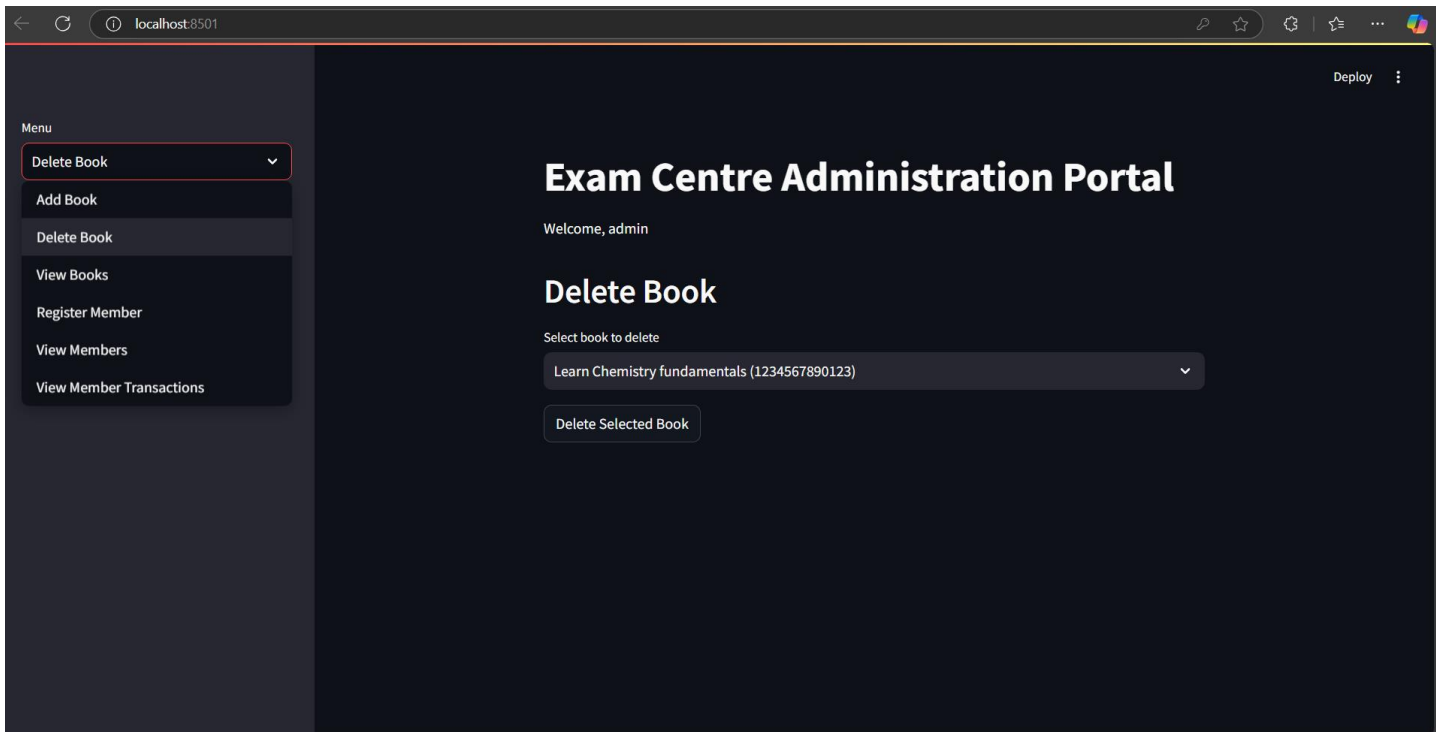 localhost:8501
Deploy
Menu
Delete Book
Add Book
Delete Book
View Books
Register Member
View Members
View Member Transactions
Exam Centre Administration Portal
Welcome, admin
Delete Book
Select book to delete
Learn Chemistry fundamentals (1234567890123)
Delete Selected Book